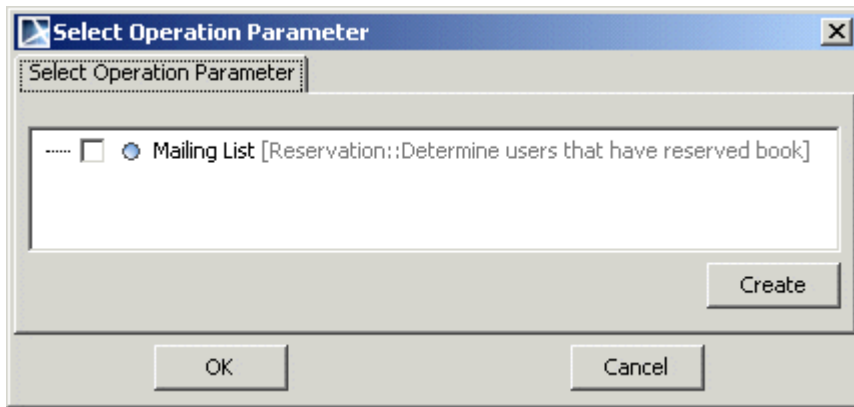 Select Operation Parameter
Select Operation Parameter
Mailing List [Reservation::Determine users that have reserved book]
Create
OK
Cancel